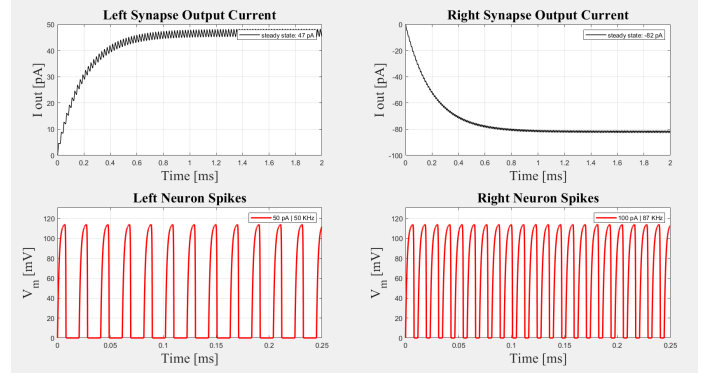 Left Synapse Output Current
I out [pA]
50
40
30
20
10
0
steady state: 47 pA
0 0.2 0.4 0.6 0.8 1 1.2 1.4 1.6 1.8 2
Time [ms]
Right Synapse Output Current
I out [pA]
0
-20
-40
-60
-80
-100
steady state: -82 pA
0 0.2 0.4 0.6 0.8 1 1.2 1.4 1.6 1.8 2
Time [ms]
Left Neuron Spikes
Vm [mV]
120
100
80
60
40
20
0
50 pA | 50 KHz
0 0.05 0.1 0.15 0.2 0.25
Time [ms]
Right Neuron Spikes
Vm [mV]
120
100
80
60
40
20
0
100 pA | 87 KHz
0 0.05 0.1 0.15 0.2 0.25
Time [ms]